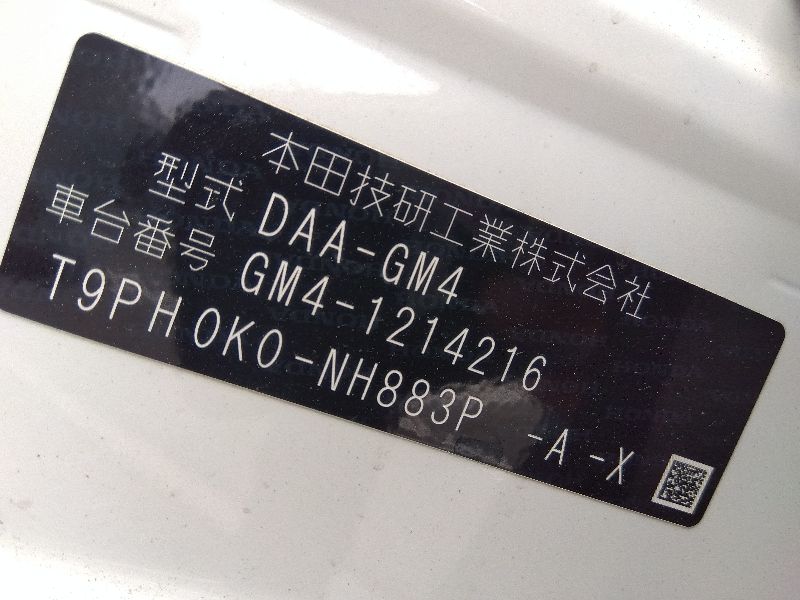 本田技研工業株式会社
型式 DAA-GM4
車台番号 GM4-1214216
T9PH0K0-NH883P -A -X